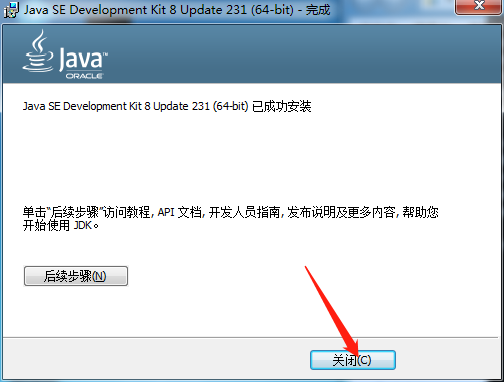 Java SE Development Kit 8 Update 231 (64-bit) - 完成
Java™
ORACLE
Java SE Development Kit 8 Update 231 (64-bit) 已成功安装
单击“后续步骤”访问教程, API 文档, 开发人员指南, 发布说明及更多内容, 帮助您
开始使用 JDK。
后续步骤(N)
关闭(C)